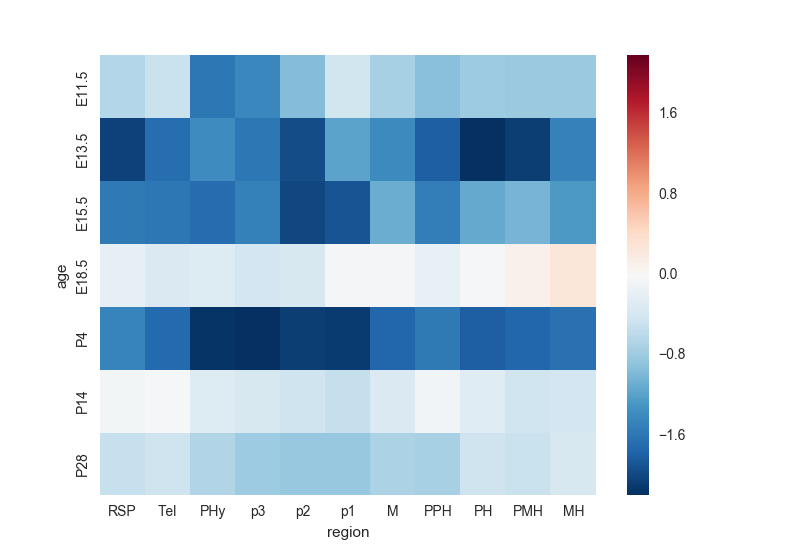 E11.5
E13.5
E15.5
E18.5
P4
P14
P28
age
RSP Tel PHy p3 p2 p1 M PPH PH PMH MH
region
1.6
0.8
0.0
−0.8
−1.6